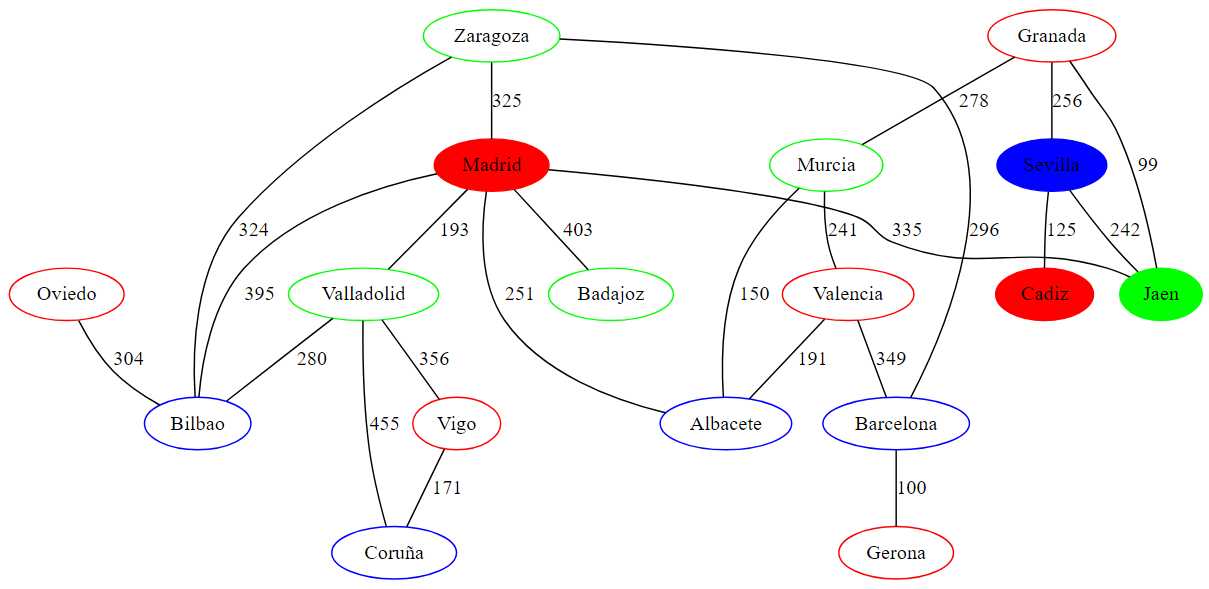 Zaragoza
Granada
325
278
256
Madrid
Murcia
Sevilla
99
324
193
403
241
335
296
125
242
Oviedo
395
Valladolid
251
Badajoz
150
Valencia
Cadiz
Jaen
304
280
356
191
349
Bilbao
455
Vigo
Albacete
Barcelona
171
100
Coruña
Gerona